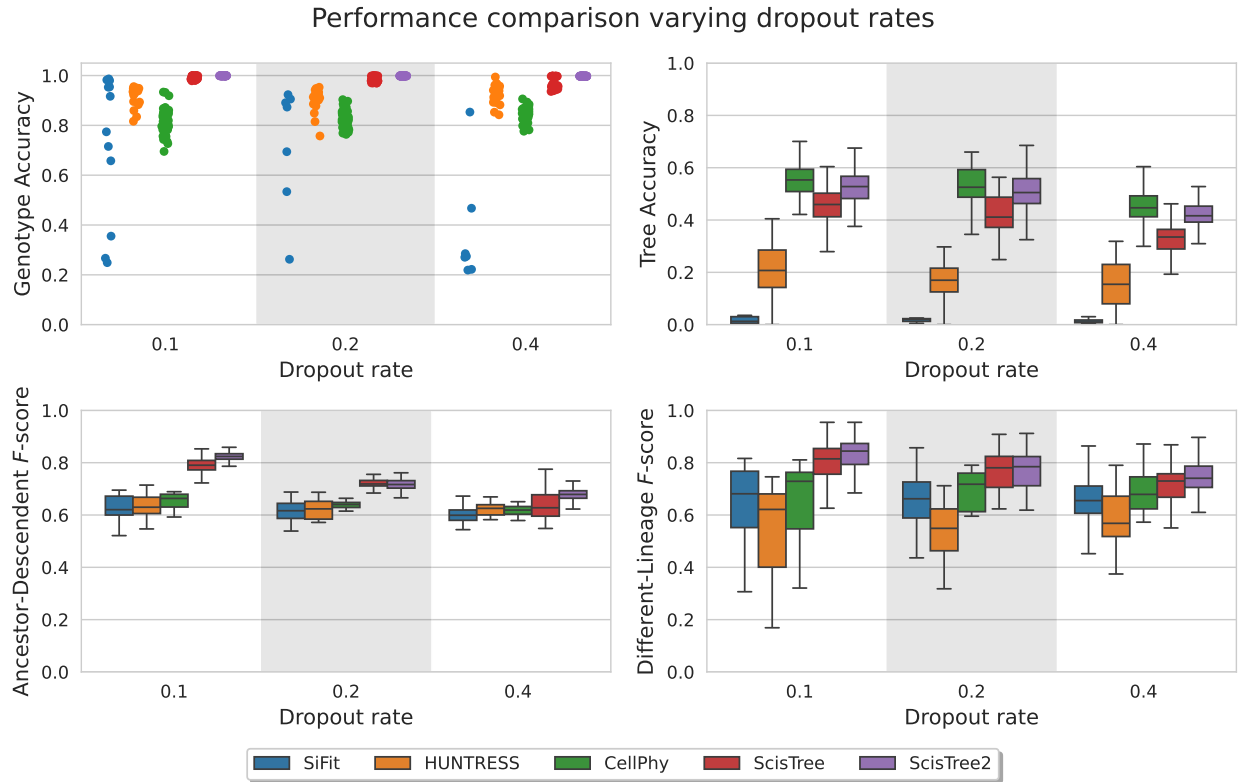 Performance comparison varying dropout rates
Genotype Accuracy
1.0
0.8
0.6
0.4
0.2
0.0
0.1 0.2 0.4
Dropout rate
Tree Accuracy
1.0
0.8
0.6
0.4
0.2
0.0
0.1 0.2 0.4
Dropout rate
Ancestor-Descendent F-score
1.0
0.8
0.6
0.4
0.2
0.0
0.1 0.2 0.4
Dropout rate
Different-Lineage F-score
1.0
0.8
0.6
0.4
0.2
0.0
0.1 0.2 0.4
Dropout rate
SiFit HUNTRESS CellPhy ScisTree ScisTree2